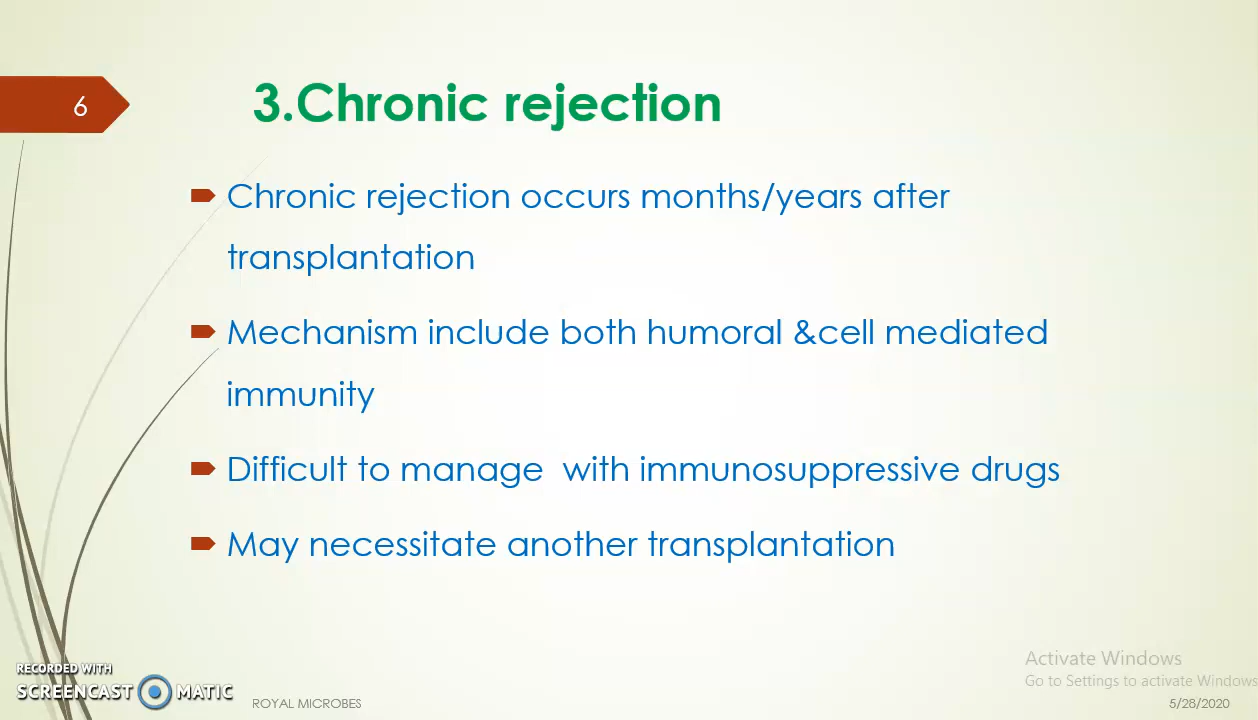 6
3.Chronic rejection
Chronic rejection occurs months/years after
transplantation
Mechanism include both humoral &cell mediated
immunity
Difficult to manage  with immunosuppressive drugs
May necessitate another transplantation
Activate Windows
Go to Settings to activate Windows
RECORDED WITH
SCREENCAST MATIC
ROYAL MICROBES
5/28/2020